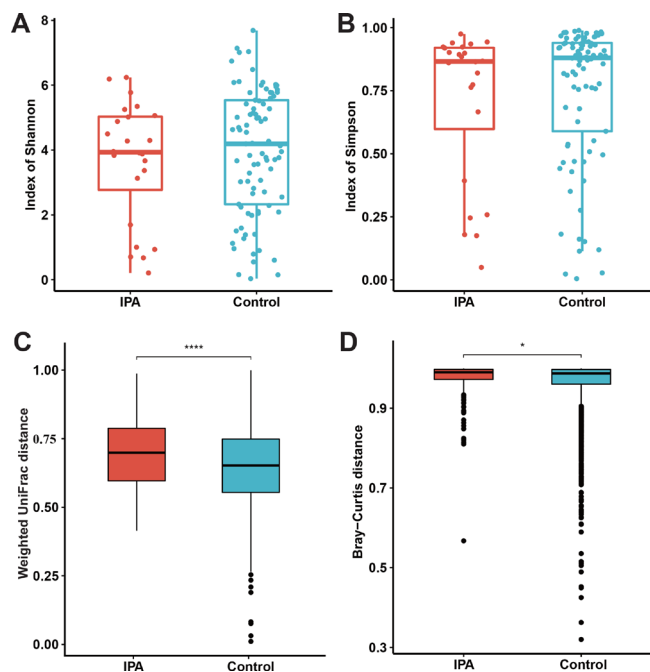 A
Index of Shannon
8
6
4
2
0
IPA
Control
B
Index of Simpson
1.00
0.75
0.50
0.25
0.00
IPA
Control
C
****
Weighted UniFrac distance
1.00
0.75
0.50
0.25
0.00
IPA
Control
D
*
Bray−Curtis distance
0.9
0.7
0.5
0.3
IPA
Control